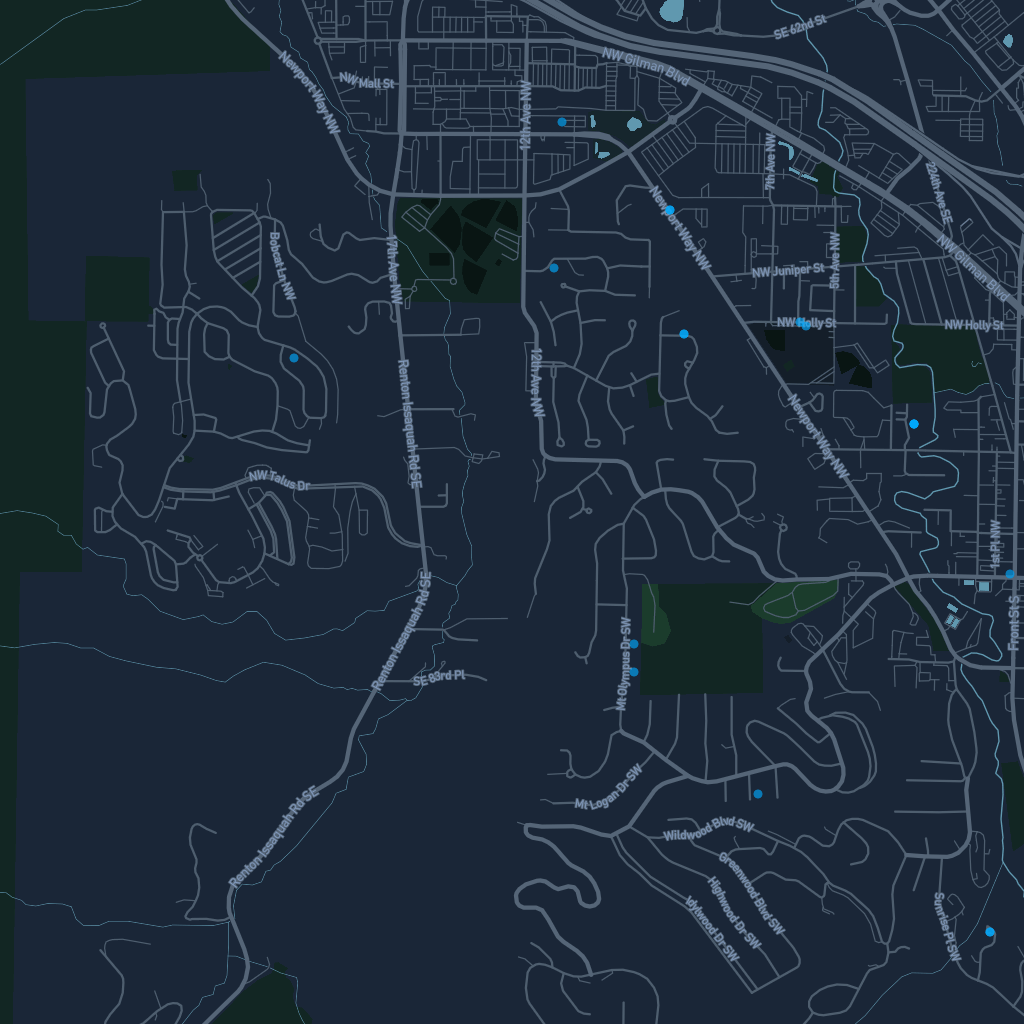 SE 62nd St
NW Gilman Blvd
Newport Way NW
NW Mall St
12th Ave NW
7th Ave NW
224th Ave SE
Newport Way NW
Bobcat Ln NW
17th Ave NW
NW Juniper St
5th Ave NW
NW Gilman Blvd
NW Holly St
NW Holly St
12th Ave NW
Renton Issaquah Rd SE
Newport Way NW
NW Talus Dr
1st Pl NW
Renton Issaquah Rd SE
Front St S
Mt Olympus Dr SW
SE 83rd Pl
Mt Logan Dr SW
Renton Issaquah Rd SE
Wildwood Blvd SW
Greenwood Blvd SW
Highwood Dr SW
Idylwood Dr SW
Sunrise Pl SW